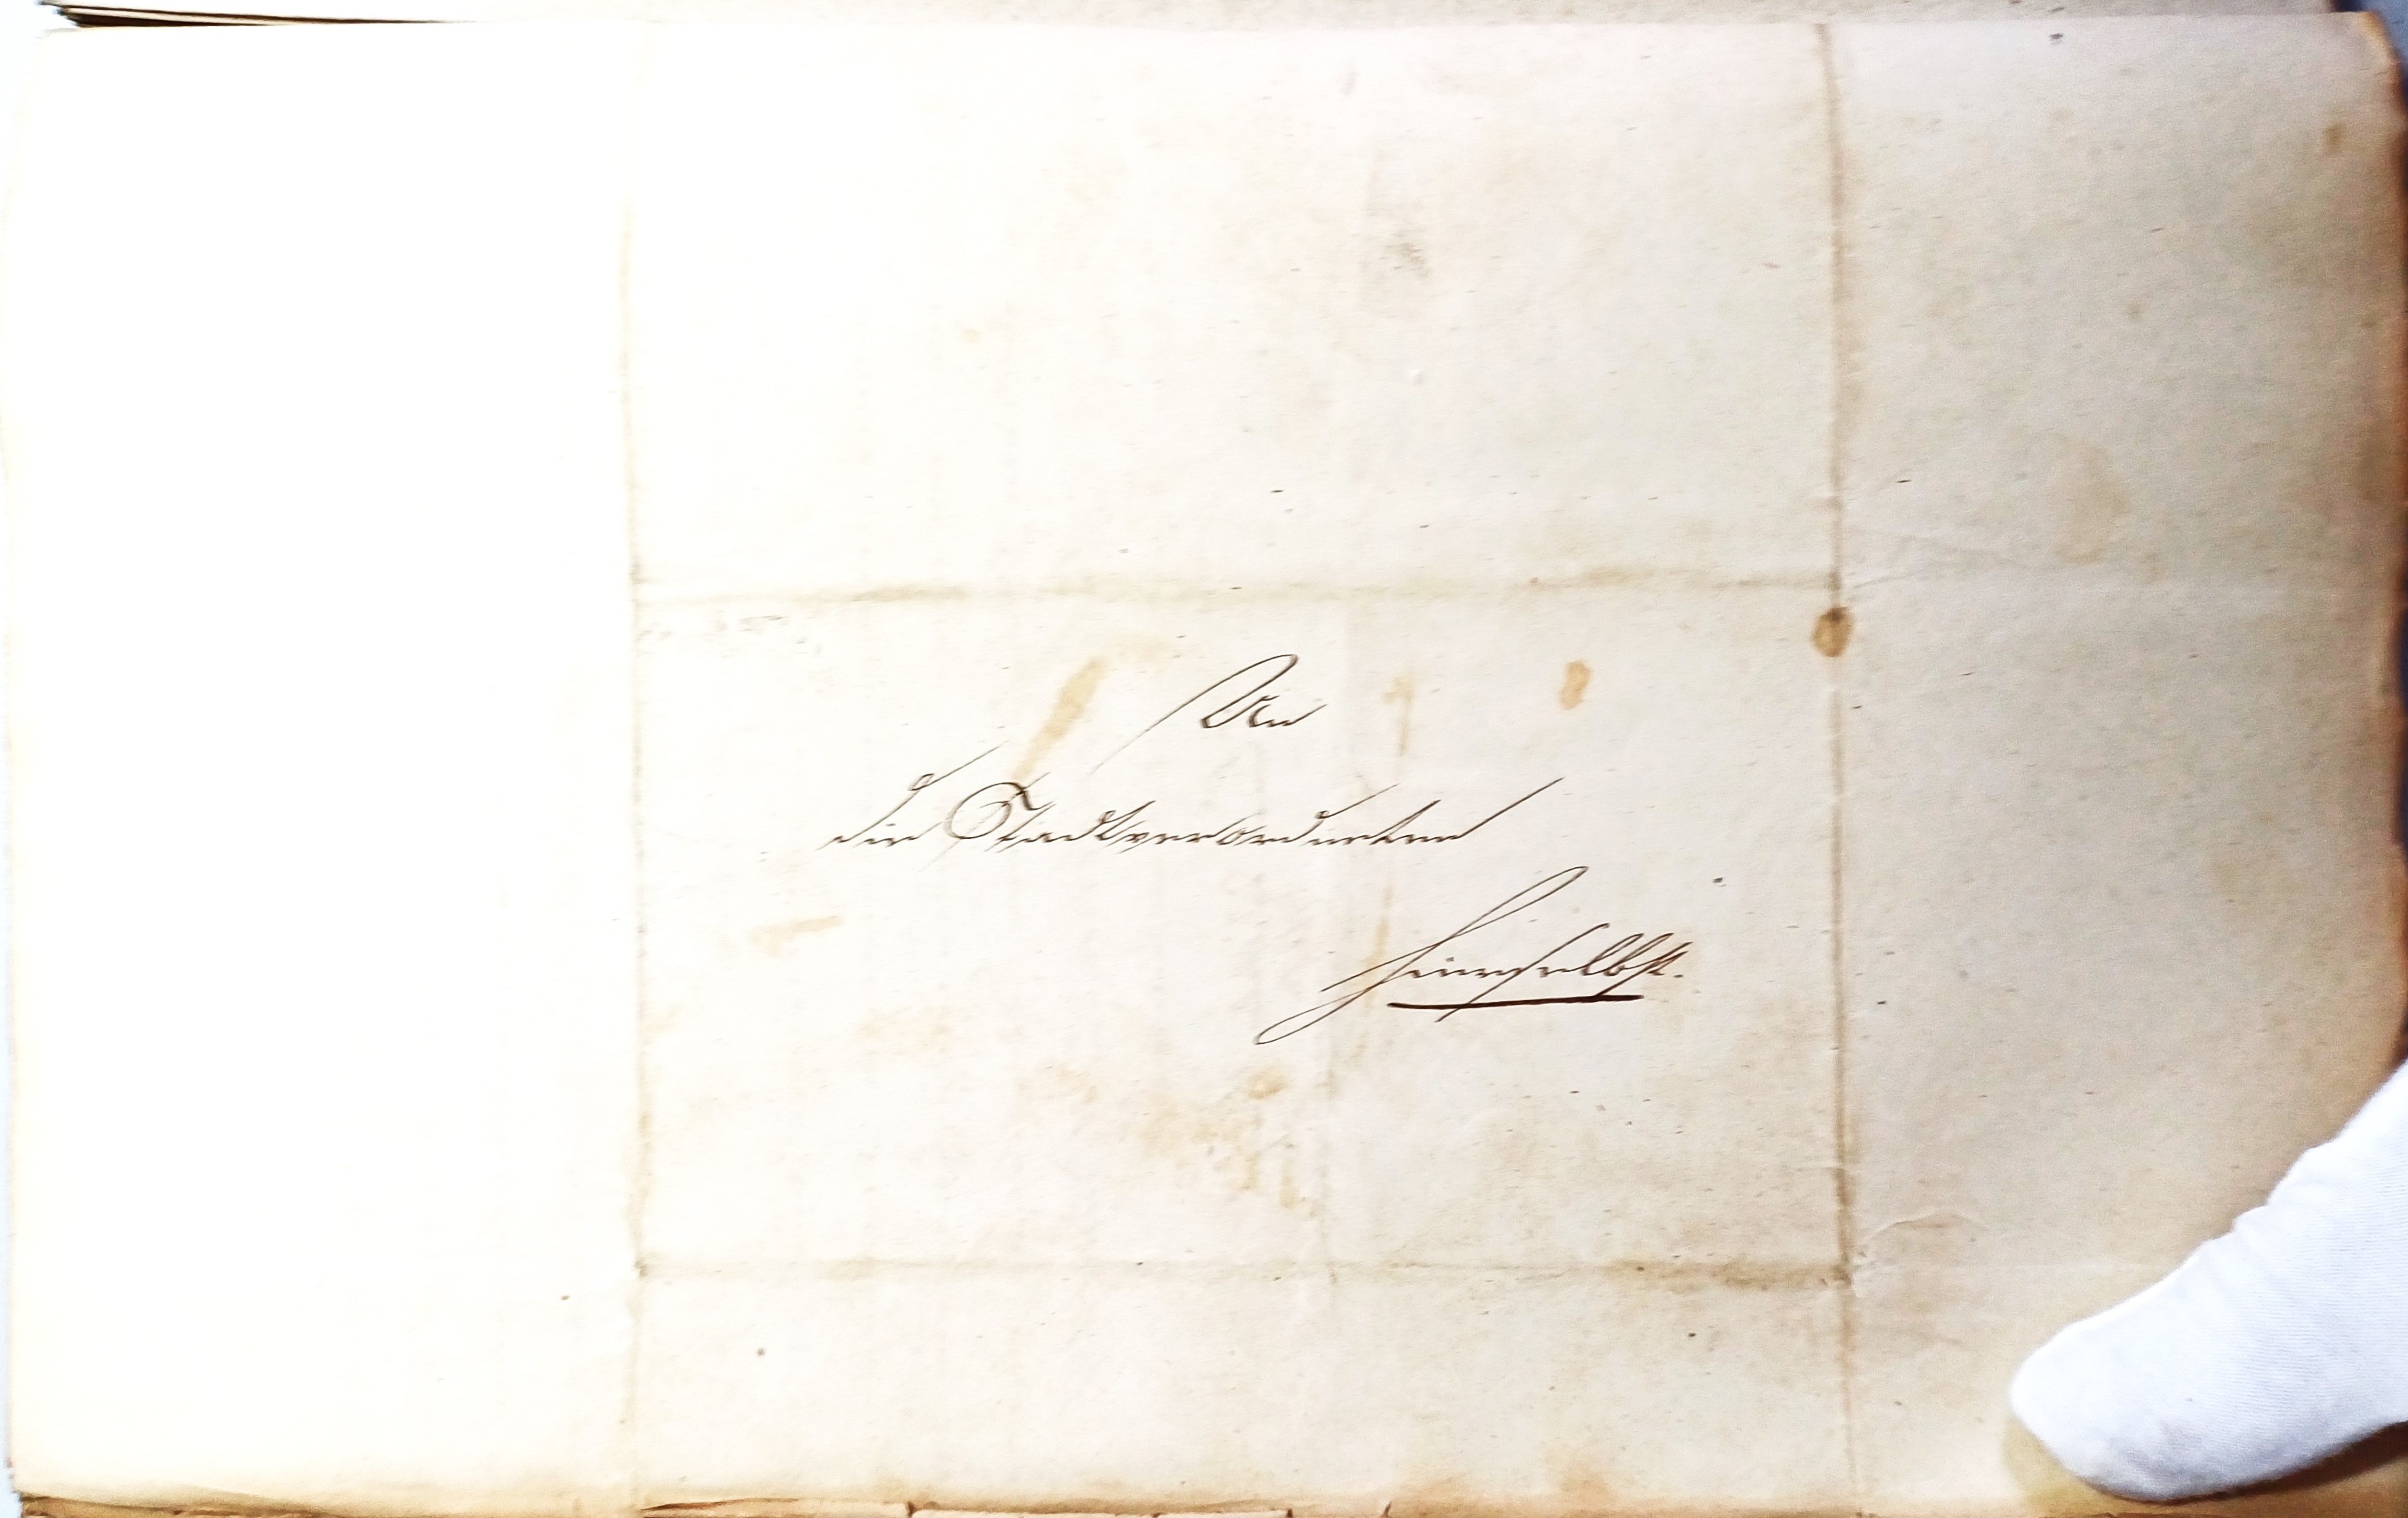 An
die Stadtverordneten
hierselbst.